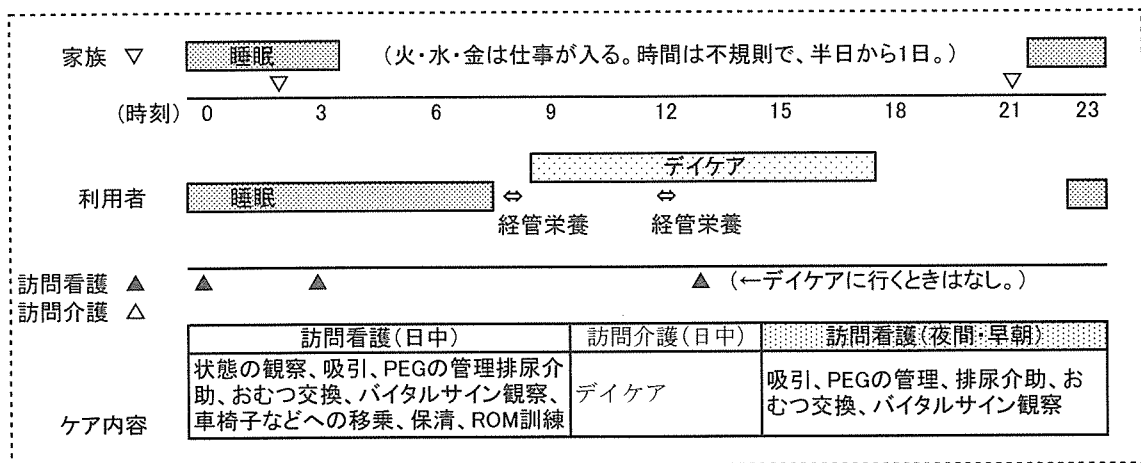 家族 ▽ 睡眠 (火・水・金は仕事が入る。時間は不規則で、半日から1日。)
▽ ▽
(時刻) 0 3 6 9 12 15 18 21 23
デイケア
利用者 睡眠 ⇔ ⇔
経管栄養 経管栄養
訪問看護 ▲ ▲ ▲ ▲ (←デイケアに行くときはなし。)
訪問介護 △
訪問看護(日中) 訪問介護(日中) 訪問看護(夜間・早朝)
ケア内容
状態の観察、吸引、PEGの管理排尿介
助、おむつ交換、バイタルサイン観察、
車椅子などへの移乗、保清、ROM訓練
デイケア
吸引、PEGの管理、排尿介助、お
むつ交換、バイタルサイン観察